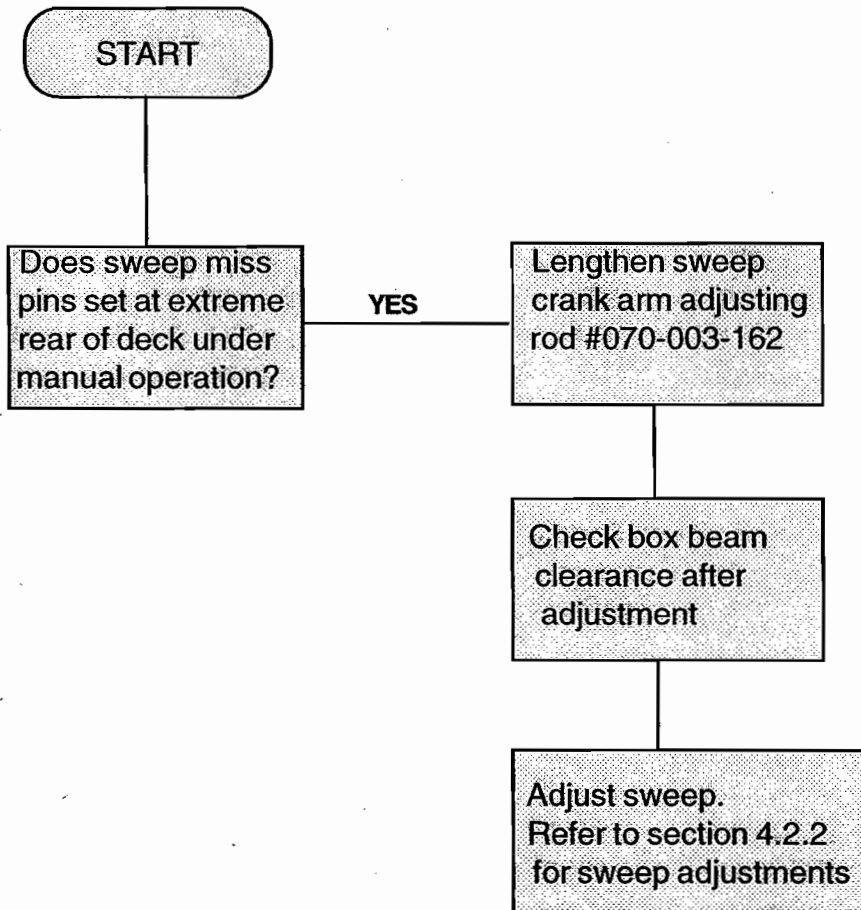 START
Does sweep miss
pins set at extreme
rear of deck under
manual operation?
YES
Lengthen sweep
crank arm adjusting
rod #070-003-162
Check box beam
clearance after
adjustment
Adjust sweep.
Refer to section 4.2.2
for sweep adjustments